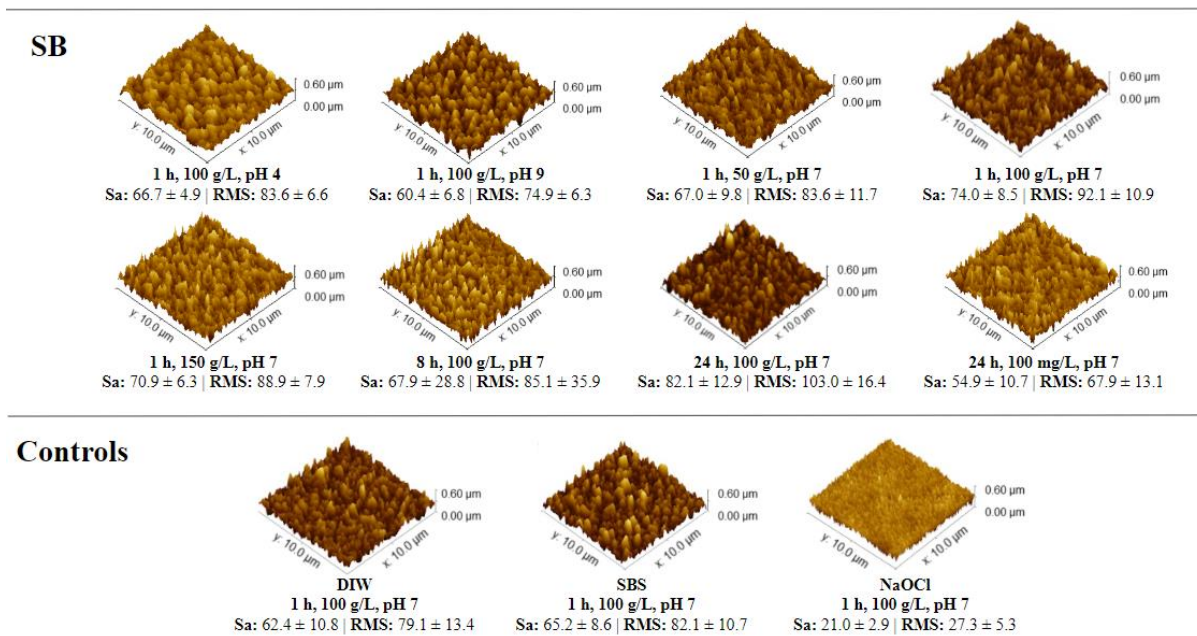 SB
0.60 µm
0.00 µm
y: 10.0 µm
x: 10.0 µm
1 h, 100 g/L, pH 4
Sa: 66.7 ± 4.9 | RMS: 83.6 ± 6.6
0.60 µm
0.00 µm
y: 10.0 µm
x: 10.0 µm
1 h, 100 g/L, pH 9
Sa: 60.4 ± 6.8 | RMS: 74.9 ± 6.3
0.60 µm
0.00 µm
y: 10.0 µm
x: 10.0 µm
1 h, 50 g/L, pH 7
Sa: 67.0 ± 9.8 | RMS: 83.6 ± 11.7
0.60 µm
0.00 µm
y: 10.0 µm
x: 10.0 µm
1 h, 100 g/L, pH 7
Sa: 74.0 ± 8.5 | RMS: 92.1 ± 10.9
0.60 µm
0.00 µm
y: 10.0 µm
x: 10.0 µm
1 h, 150 g/L, pH 7
Sa: 70.9 ± 6.3 | RMS: 88.9 ± 7.9
0.60 µm
0.00 µm
y: 10.0 µm
x: 10.0 µm
8 h, 100 g/L, pH 7
Sa: 67.9 ± 28.8 | RMS: 85.1 ± 35.9
0.60 µm
0.00 µm
y: 10.0 µm
x: 10.0 µm
24 h, 100 g/L, pH 7
Sa: 82.1 ± 12.9 | RMS: 103.0 ± 16.4
0.60 µm
0.00 µm
y: 10.0 µm
x: 10.0 µm
24 h, 100 mg/L, pH 7
Sa: 54.9 ± 10.7 | RMS: 67.9 ± 13.1
Controls
0.60 µm
0.00 µm
y: 10.0 µm
x: 10.0 µm
DIW
1 h, 100 g/L, pH 7
Sa: 62.4 ± 10.8 | RMS: 79.1 ± 13.4
0.60 µm
0.00 µm
y: 10.0 µm
x: 10.0 µm
SBS
1 h, 100 g/L, pH 7
Sa: 65.2 ± 8.6 | RMS: 82.1 ± 10.7
0.60 µm
0.00 µm
y: 10.0 µm
x: 10.0 µm
NaOCl
1 h, 100 g/L, pH 7
Sa: 21.0 ± 2.9 | RMS: 27.3 ± 5.3